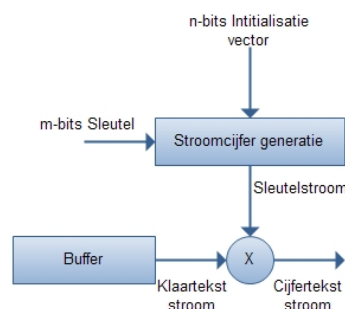 n-bits Intitialisatie
vector
m-bits Sleutel
Stroomcijfer generatie
Sleutelstroom
Buffer
X
Klaartekst
stroom
Cijfertekst
stroom